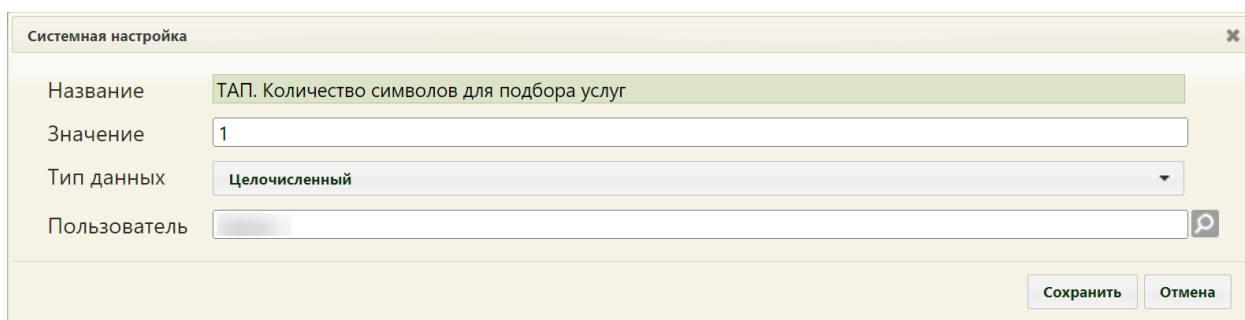 Системная настройка
Название ТАП. Количество символов для подбора услуг
Значение 1
Тип данных Целочисленный
Пользователь
Сохранить Отмена